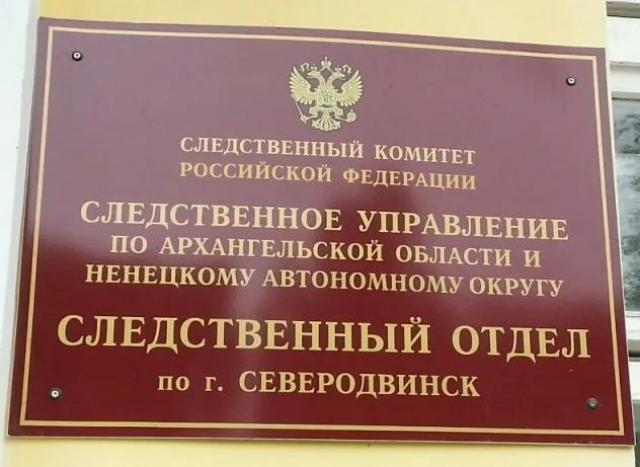 СЛЕДСТВЕННЫЙ КОМИТЕТ
РОССИЙСКОЙ ФЕДЕРАЦИИ
СЛЕДСТВЕННОЕ УПРАВЛЕНИЕ
ПО АРХАНГЕЛЬСКОЙ ОБЛАСТИ И
НЕНЕЦКОМУ АВТОНОМНОМУ ОКРУГУ
СЛЕДСТВЕННЫЙ ОТДЕЛ
по г. СЕВЕРОДВИНСК